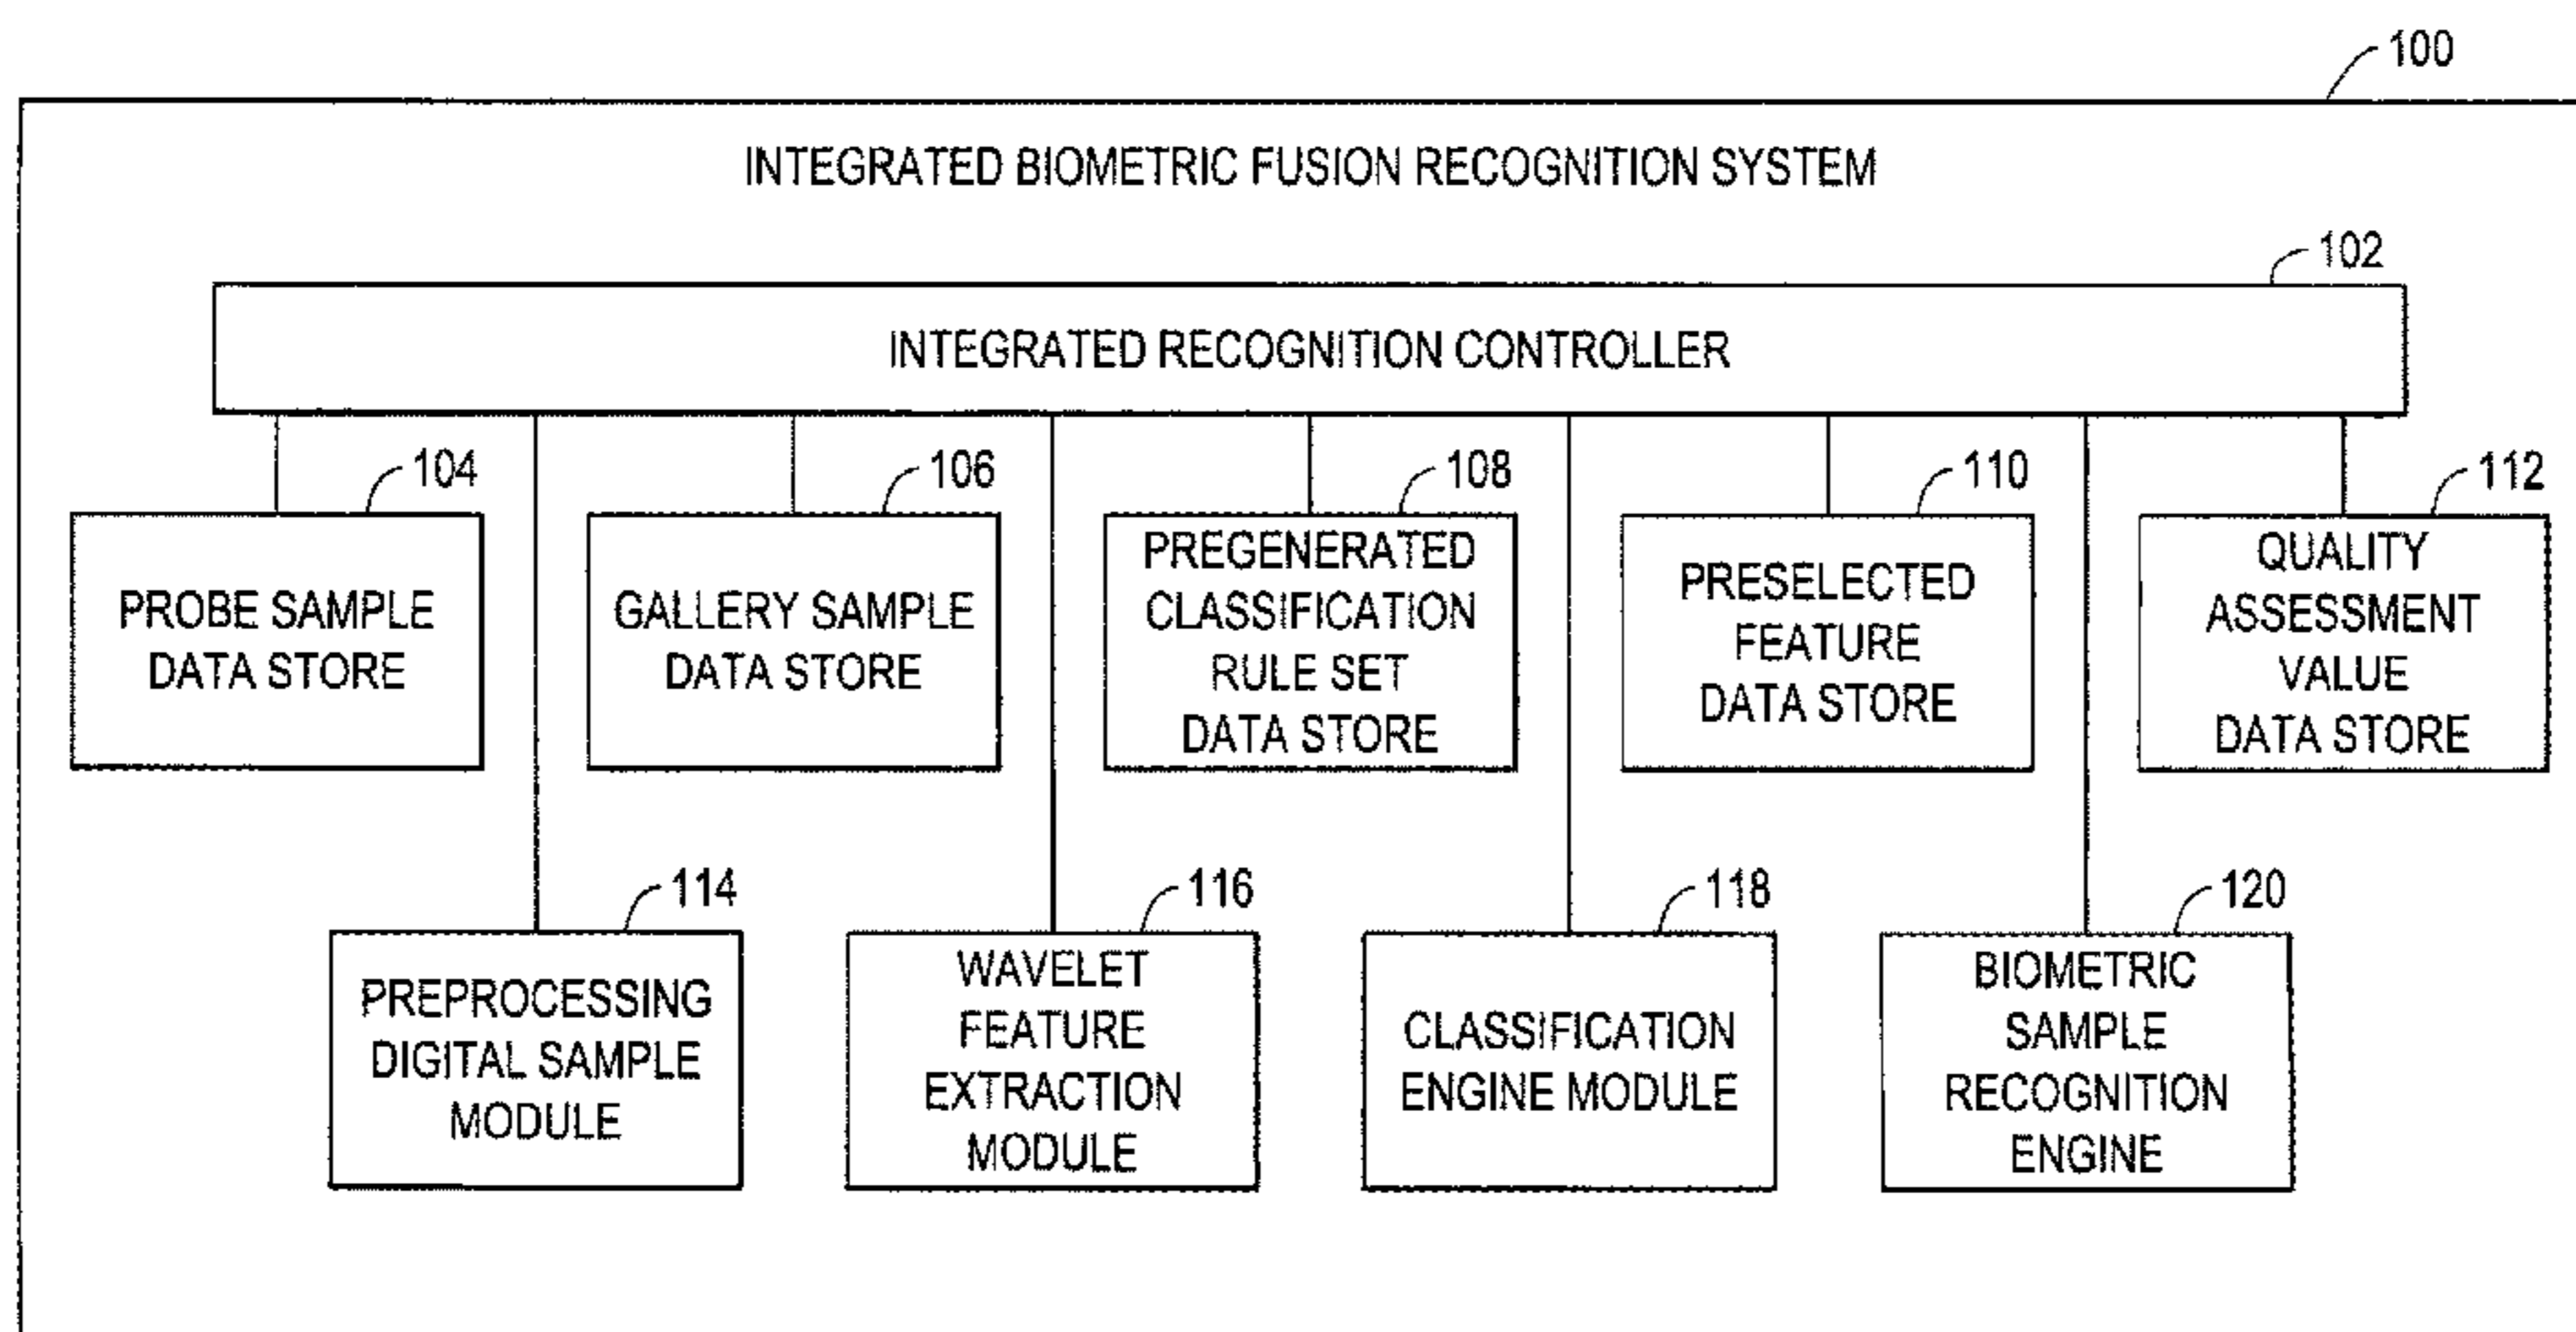 100
INTEGRATED BIOMETRIC FUSION RECOGNITION SYSTEM
102
INTEGRATED RECOGNITION CONTROLLER
104
PROBE SAMPLE
DATA STORE
106
GALLERY SAMPLE
DATA STORE
108
PREGENERATED
CLASSIFICATION
RULE SET
DATA STORE
110
PRESELECTED
FEATURE
DATA STORE
112
QUALITY
ASSESSMENT
VALUE
DATA STORE
114
PREPROCESSING
DIGITAL SAMPLE
MODULE
116
WAVELET
FEATURE
EXTRACTION
MODULE
118
CLASSIFICATION
ENGINE MODULE
120
BIOMETRIC
SAMPLE
RECOGNITION
ENGINE